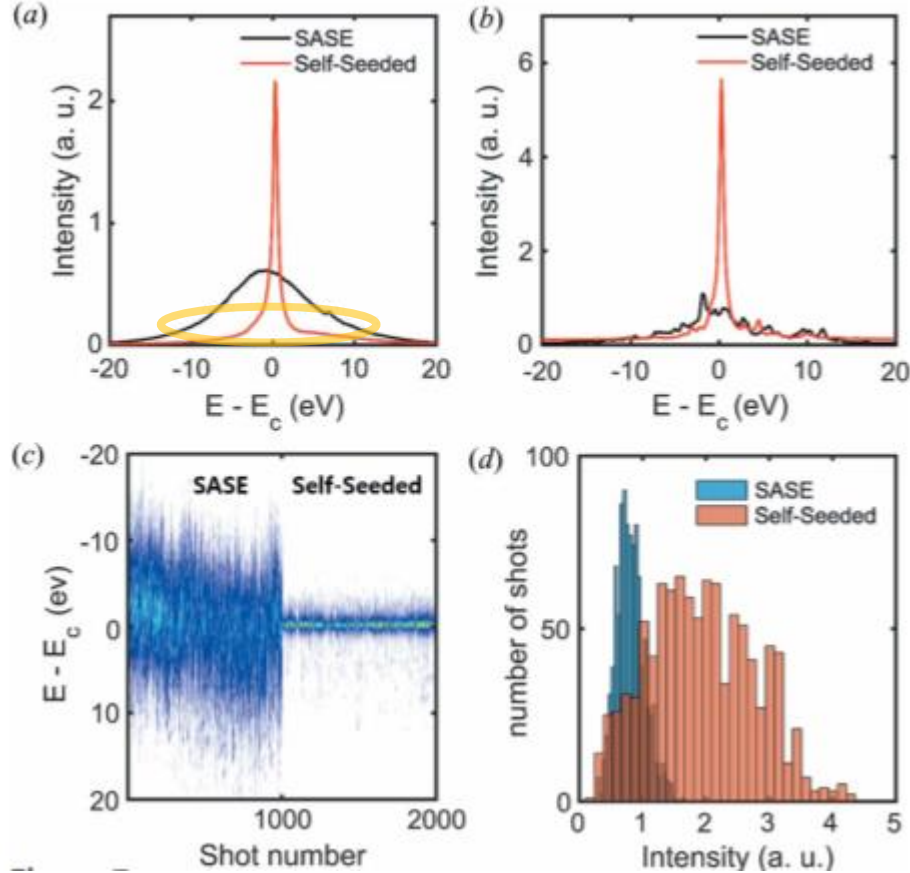 (a)
SASE
Self-Seeded
2
1
0
Intensity (a. u.)
-20 -10 0 10 20
E - Ec (eV)
(b)
SASE
Self-Seeded
6
4
2
0
Intensity (a. u.)
-20 -10 0 10 20
E - Ec (eV)
(c)
-20
-10
0
10
20
E - Ec (ev)
SASE Self-Seeded
1000 2000
Shot number
(d)
100
50
0
number of shots
SASE
Self-Seeded
0 1 2 3 4 5
Intensity (a. u.)